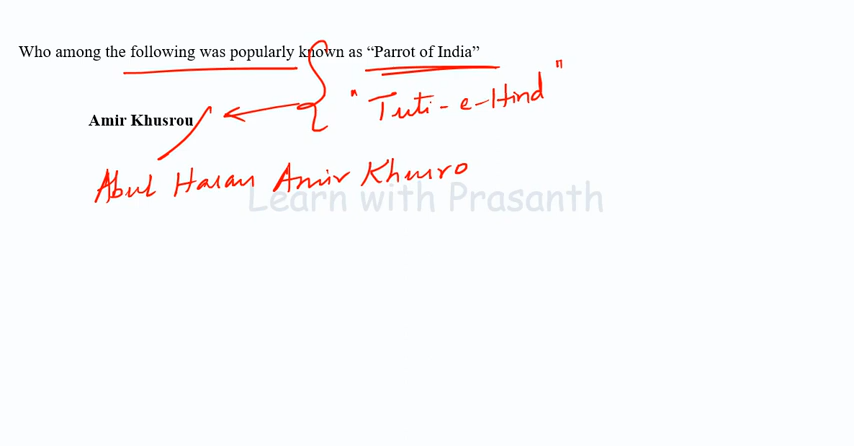 Who among the following was popularly known as “Parrot of India”
" Tuti-e-Hind "
Amir Khusrou
Abul Hasan Amir Khusro
Learn with Prasanth